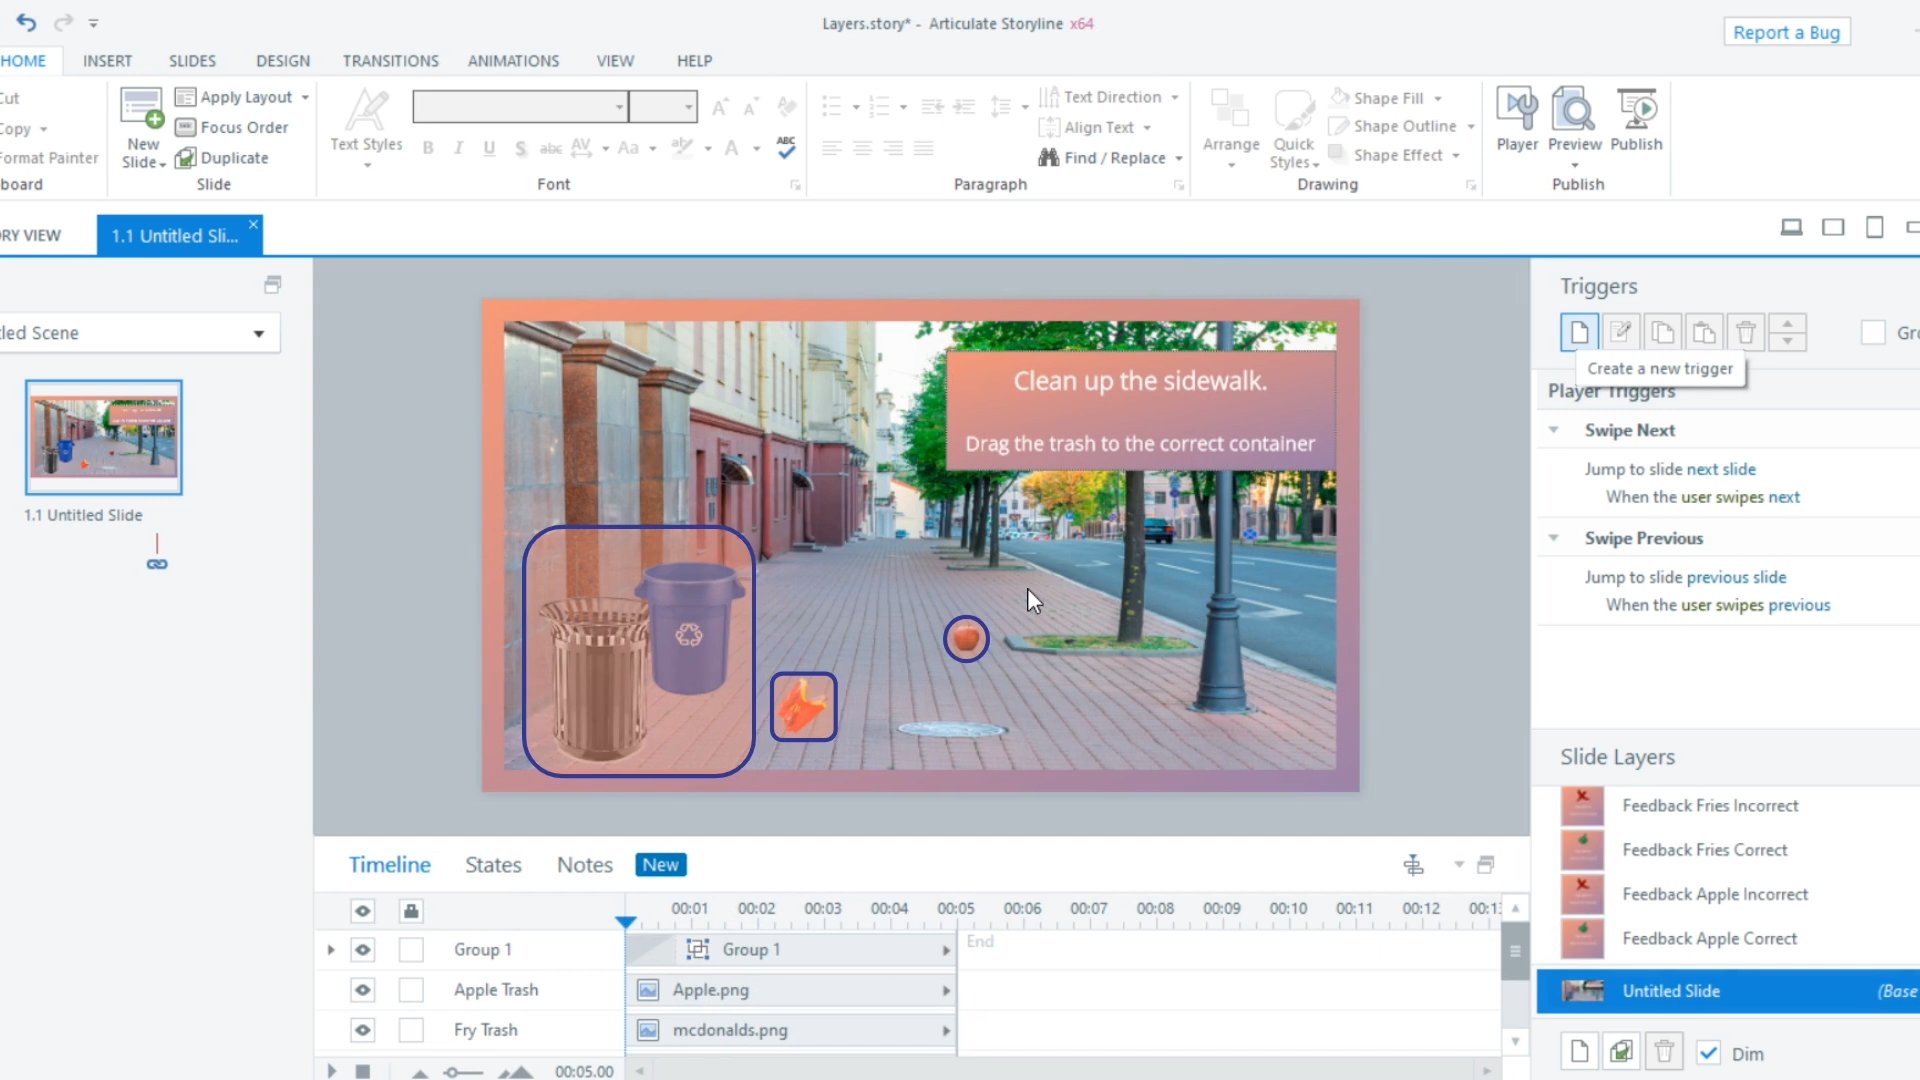 Layers.story* - Articulate Storyline x64
Report a Bug
HOME INSERT SLIDES DESIGN TRANSITIONS ANIMATIONS VIEW HELP
Cut
Copy
Format Painter
board
New Slide
Apply Layout
Focus Order
Duplicate
Slide
Text Styles
Font
Text Direction
Align Text
Find / Replace
Paragraph
Arrange
Quick Styles
Shape Fill
Shape Outline
Shape Effect
Drawing
Player
Preview
Publish
Publish
ORY VIEW
1.1 Untitled Sli...
tled Scene
1.1 Untitled Slide
Clean up the sidewalk.
Drag the trash to the correct container
Triggers
Gro
Create a new trigger
Player Triggers
Swipe Next
Jump to slide next slide
When the user swipes next
Swipe Previous
Jump to slide previous slide
When the user swipes previous
Slide Layers
Feedback Fries Incorrect
Feedback Fries Correct
Feedback Apple Incorrect
Feedback Apple Correct
Untitled Slide (Base
Dim
Timeline States Notes New
00:01 00:02 00:03 00:04 00:05 00:06 00:07 00:08 00:09 00:10 00:11 00:12 00:1
Group 1 Group 1 End
Apple Trash Apple.png
Fry Trash mcdonalds.png
00:05.00